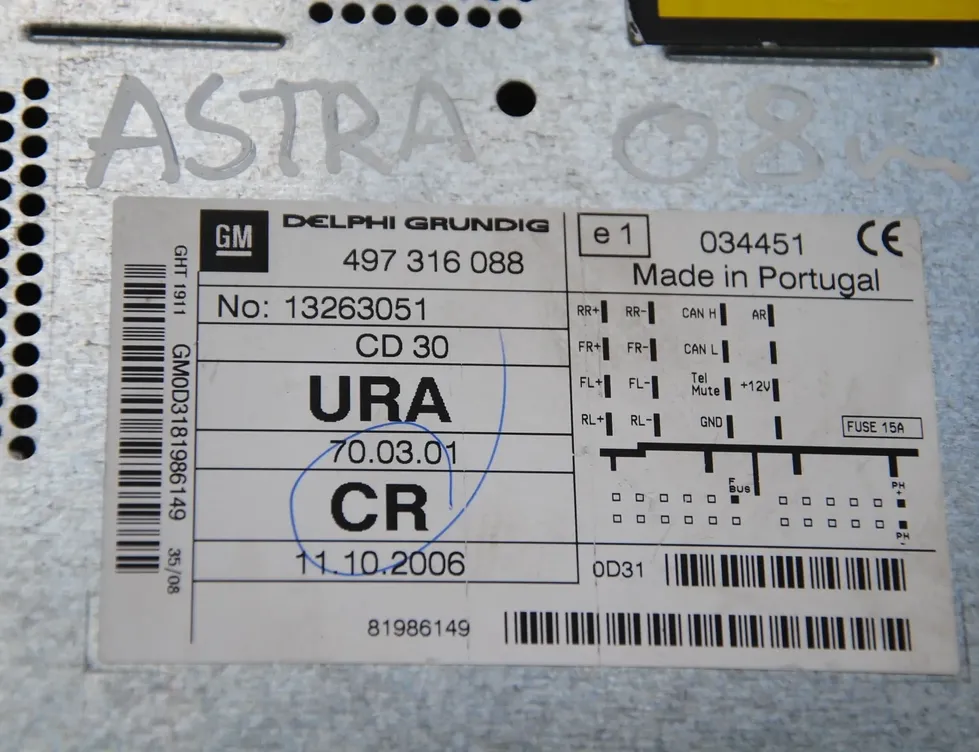 ASTRA 08
GM
DELPHI GRUNDIG
497 316 088
No: 13263051
CD 30
URA
70.03.01
CR
11.10.2006
81986149
e1
034451
CE
Made in Portugal
RR+ RR- CAN H AR
FR+ FR- CAN L
FL+ FL- Tel Mute +12V
RL+ RL- GND
FUSE 15A
F BUS
PH +
PH -
0D31
GHT 1911
GM0D3181986149
35/08